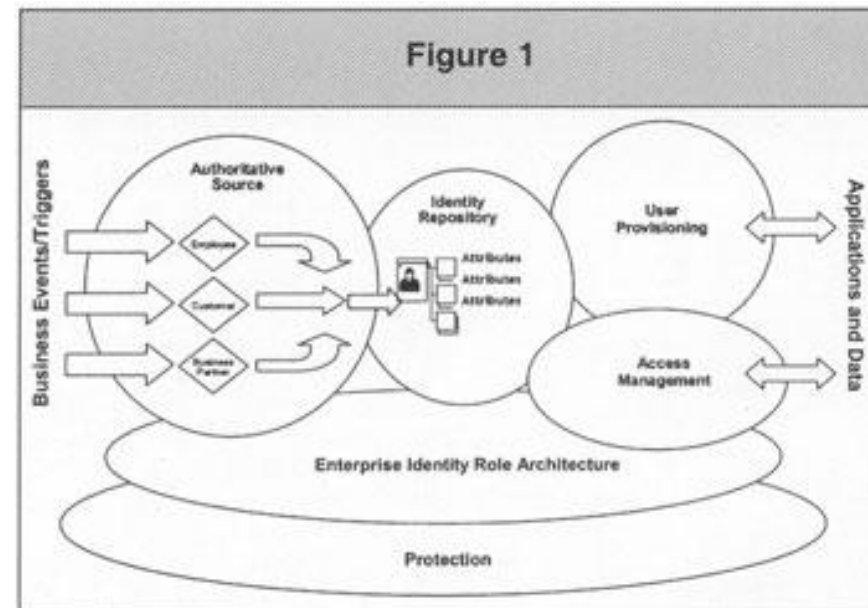 Figure 1
Business Events/Triggers
Authoritative
Source
Employee
Customer
Business
Partner
Identity
Repository
Attributes
Attributes
Attributes
User
Provisioning
Access
Management
Applications and Data
Enterprise Identity Role Architecture
Protection